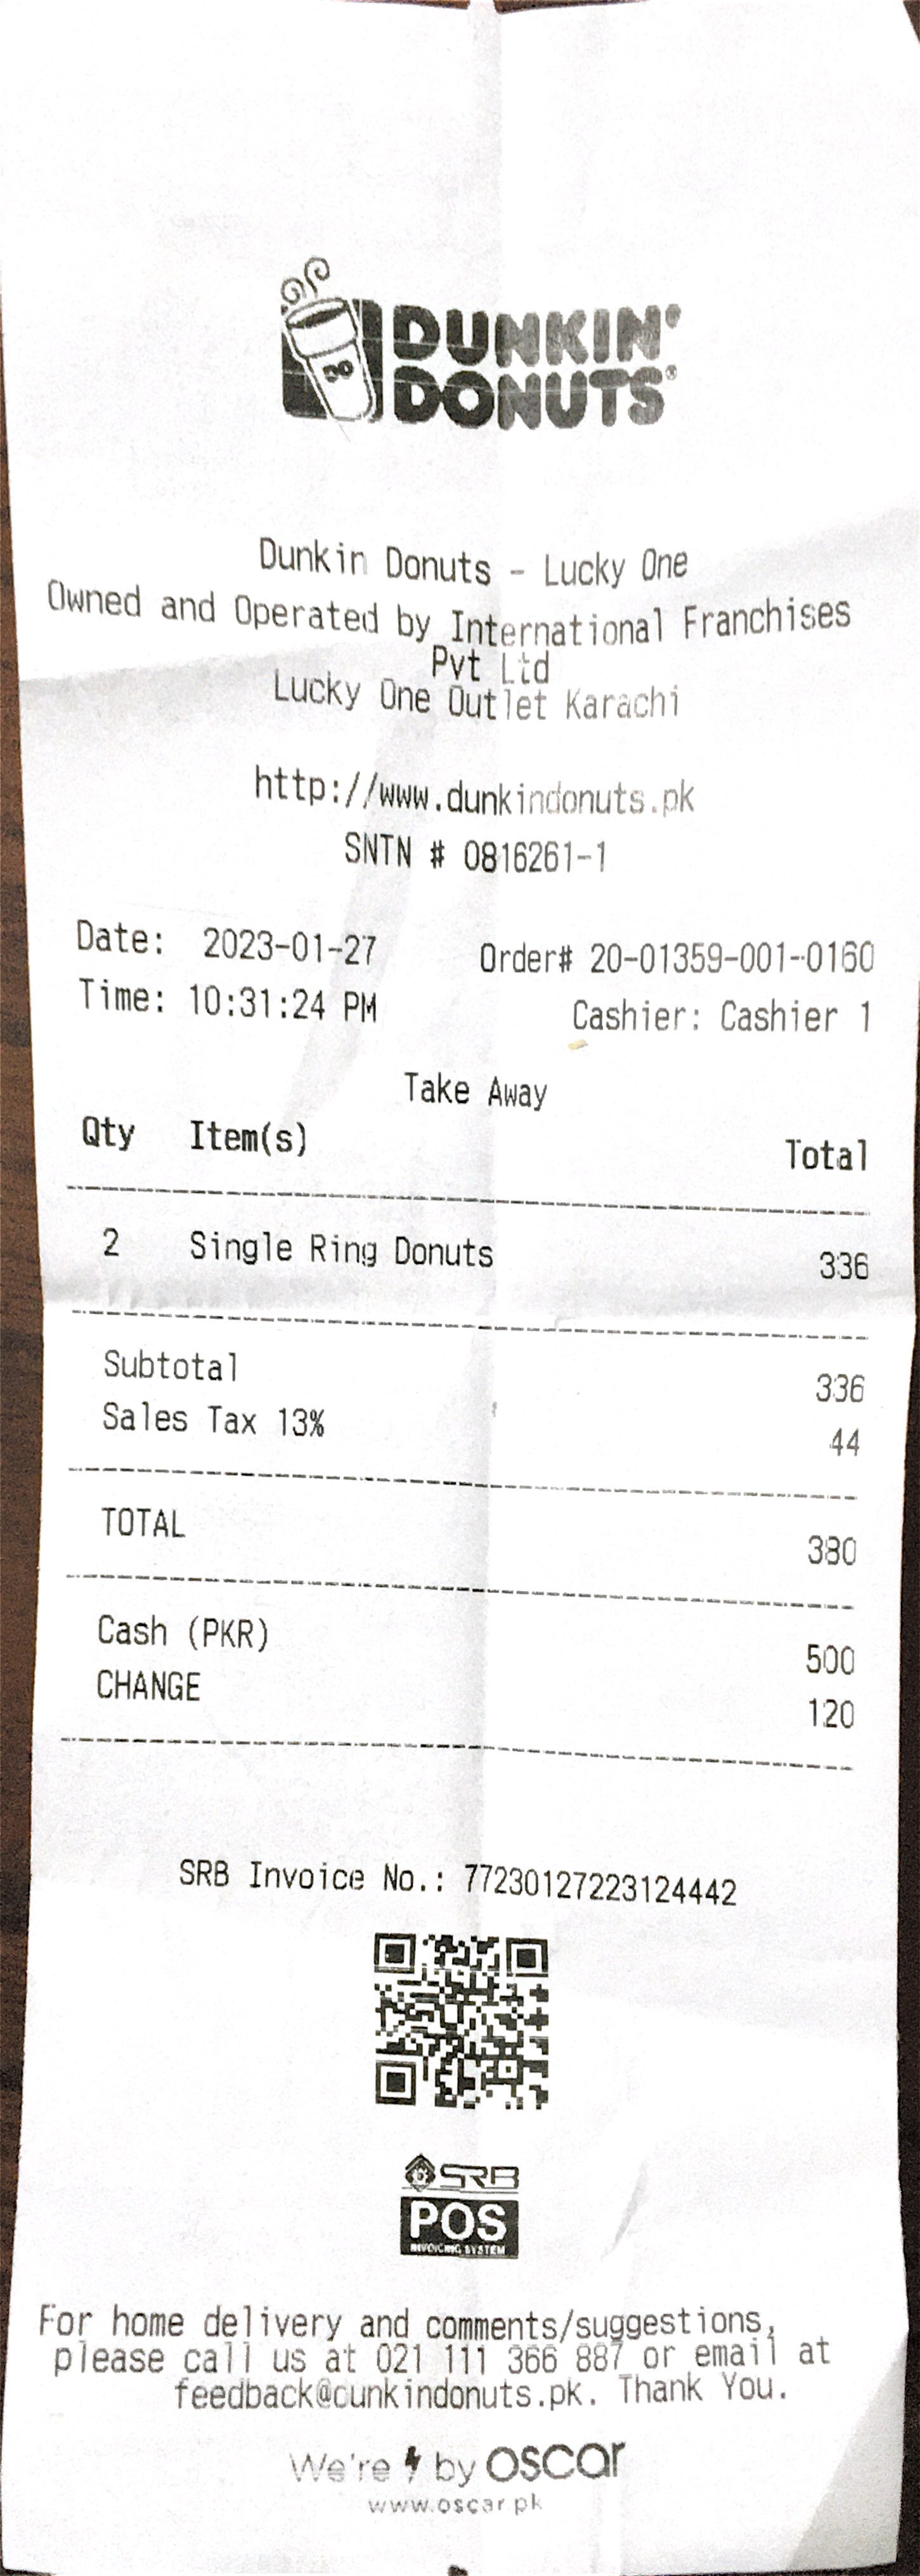 DD
DUNKIN'
DONUTS®
Dunkin Donuts - Lucky One
Owned and Operated by International Franchises
Pvt Ltd
Lucky One Outlet Karachi
http://www.dunkindonuts.pk
SNTN # 0816261-1
Date: 2023-01-27 Order# 20-01359-001-0160
Time: 10:31:24 PM Cashier: Cashier 1
Take Away
Qty Item(s) Total
2 Single Ring Donuts 336
Subtotal 336
Sales Tax 13% 44
TOTAL 380
Cash (PKR) 500
CHANGE 120
SRB Invoice No.: 77230127223124442
SRB
POS
INVOICING SYSTEM
For home delivery and comments/suggestions,
please call us at 021 111 366 887 or email at
feedback@dunkindonuts.pk. Thank You.
We're by oscar
www.oscar.pk